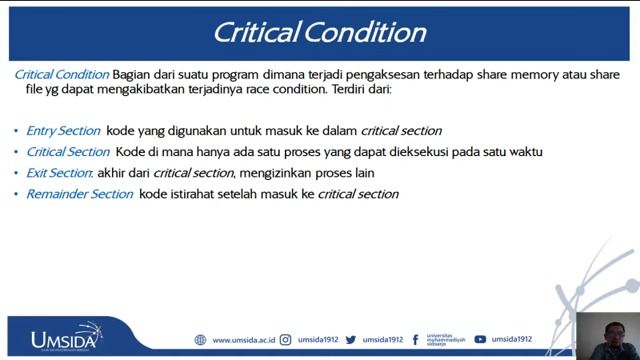 Critical Condition
Critical Condition Bagian dari suatu program dimana terjadi pengaksesan terhadap share memory atau share
file yg dapat mengakibatkan terjadinya race condition. Terdiri dari:
• Entry Section kode yang digunakan untuk masuk ke dalam critical section
• Critical Section Kode di mana hanya ada satu proses yang dapat dieksekusi pada satu waktu
• Exit Section: akhir dari critical section, mengizinkan proses lain
• Remainder Section kode istirahat setelah masuk ke critical section
UMSIDA
www.umsida.ac.id umsida1912 umsida1912 universitas muhammadiyah sidoarjo umsida1912